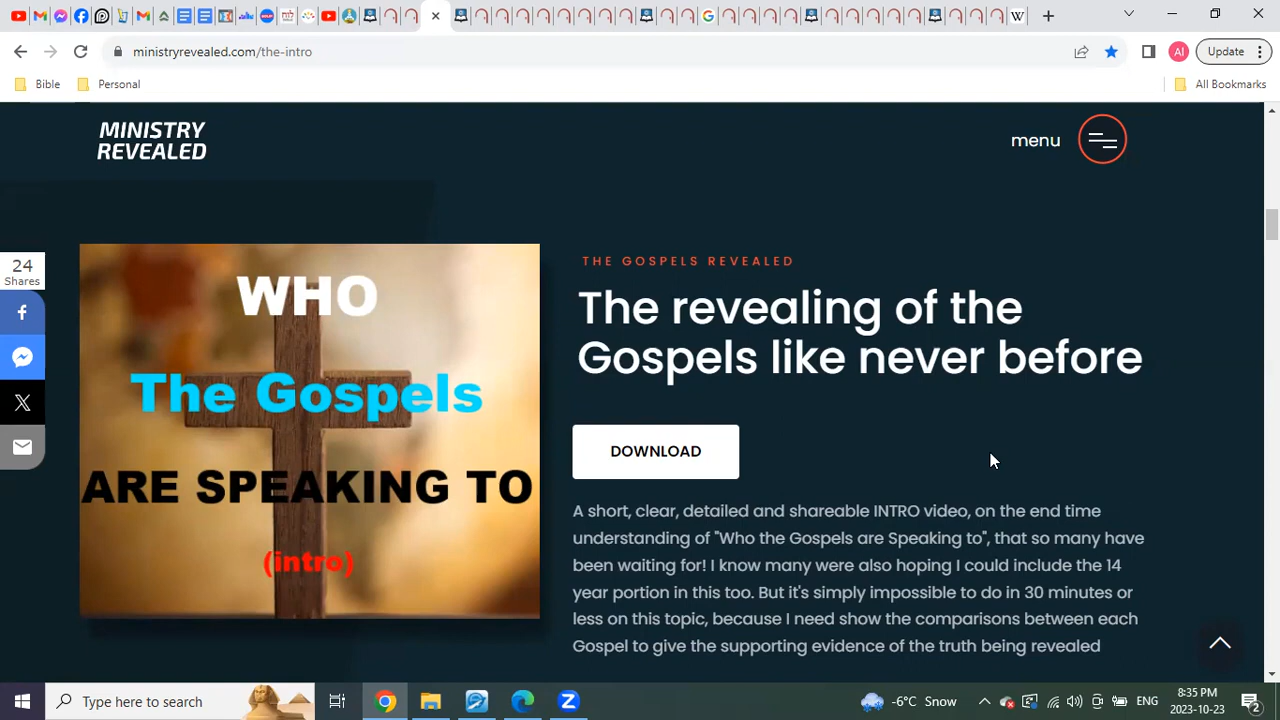 ministryrevealed.com/the-intro
Update
Bible
Personal
All Bookmarks
MINISTRY
REVEALED
menu
24
Shares
WHO
The Gospels
ARE SPEAKING TO
(intro)
THE GOSPELS REVEALED
The revealing of the
Gospels like never before
DOWNLOAD
A short, clear, detailed and shareable INTRO video, on the end time
understanding of "Who the Gospels are Speaking to", that so many have
been waiting for! I know many were also hoping I could include the 14
year portion in this too. But it's simply impossible to do in 30 minutes or
less on this topic, because I need show the comparisons between each
Gospel to give the supporting evidence of the truth being revealed
Type here to search
-6°C Snow
ENG
8:35 PM
2023-10-23
2